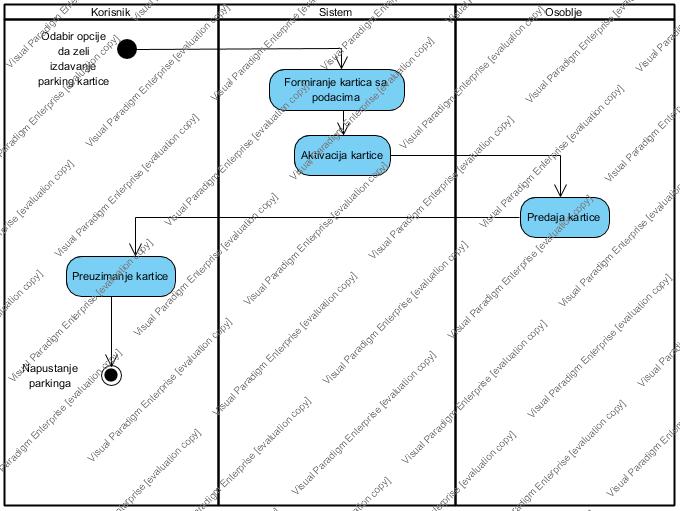 Korisnik
Sistem
Osoblje
Odabir opcije
da zeli
izdavanje
parking kartice
Formiranje kartica sa
podacima
Aktivacija kartice
Predaja kartice
Preuzimanje kartice
Napustanje
parkinga
Visual Paradigm Enterprise [evaluation copy]